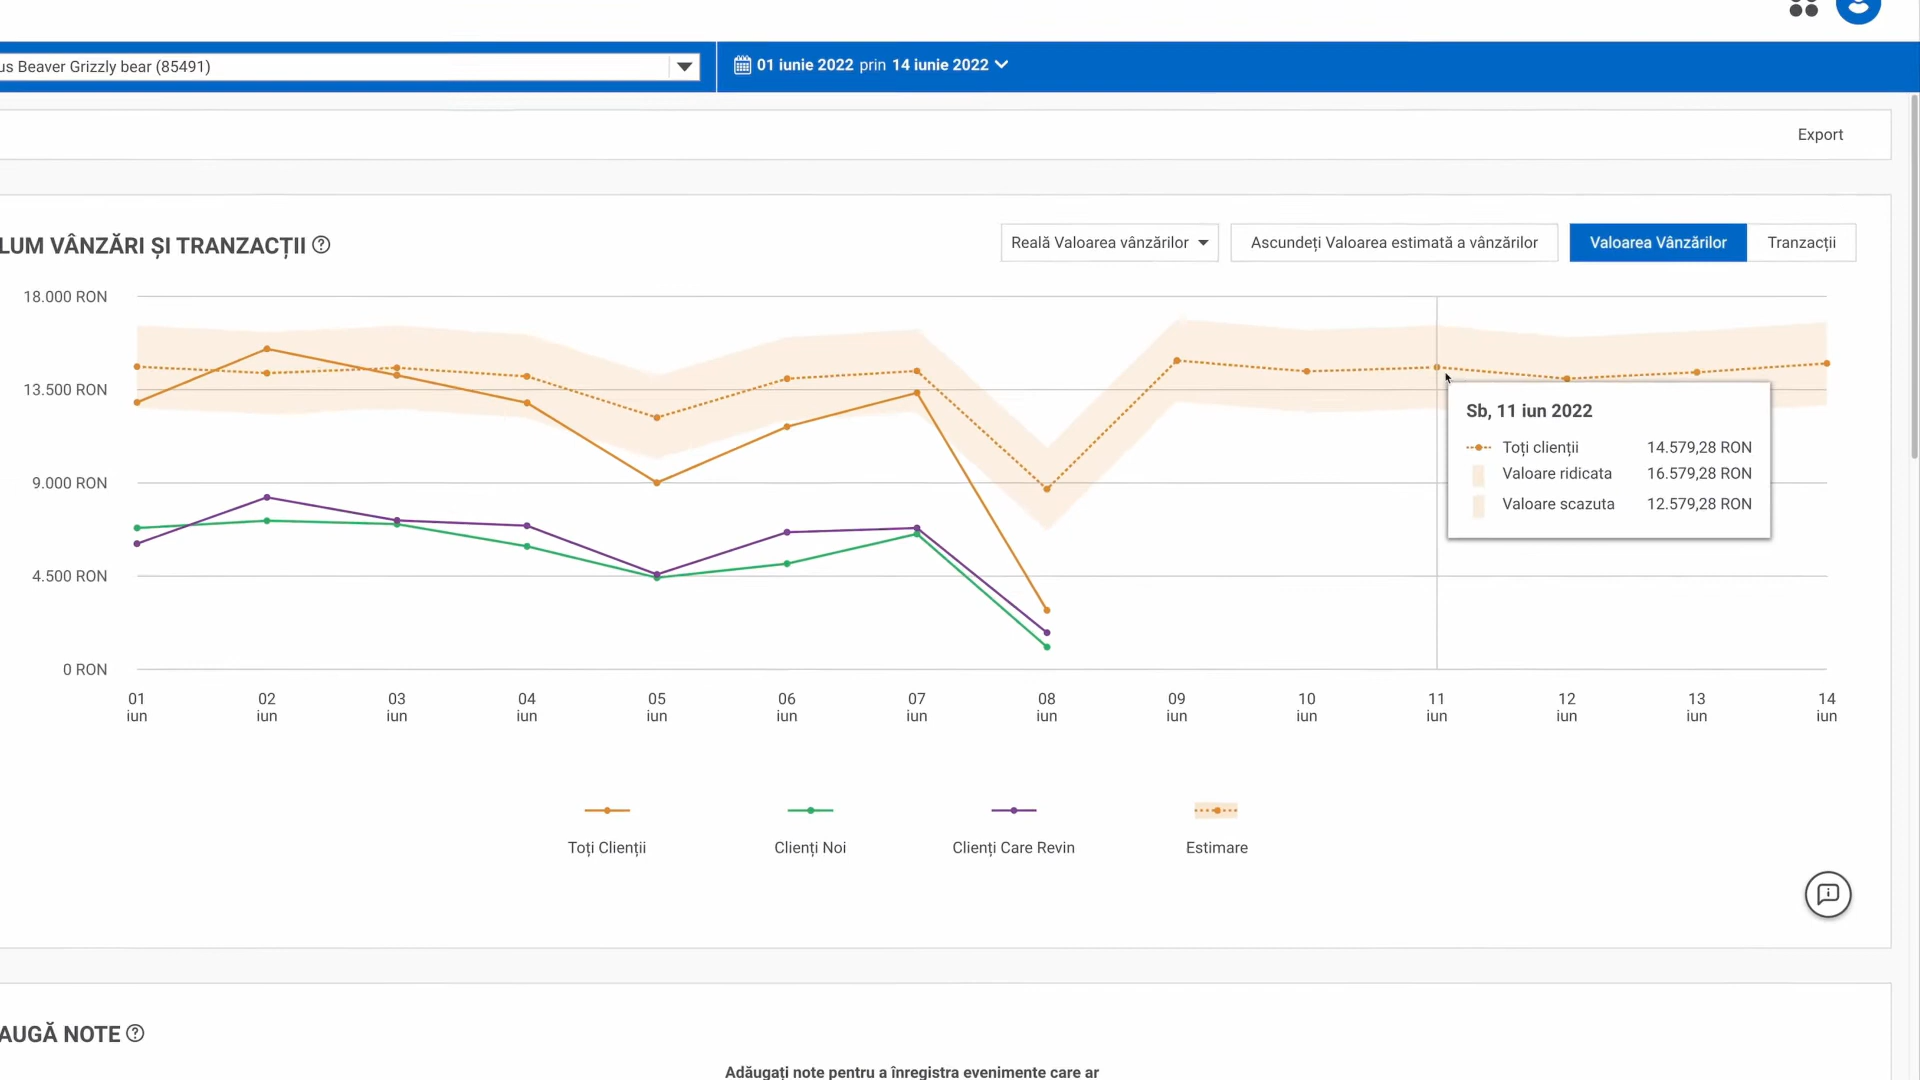 us Beaver Grizzly bear (85491)
01 iunie 2022 prin 14 iunie 2022
Export
LUM VÂNZĂRI ȘI TRANZACȚII
Reală Valoarea vânzărilor
Ascundeți Valoarea estimată a vânzărilor
Valoarea Vânzărilor
Tranzacții
18.000 RON
13.500 RON
9.000 RON
4.500 RON
0 RON
Sb, 11 iun 2022
Toți clienții 14.579,28 RON
Valoare ridicata 16.579,28 RON
Valoare scazuta 12.579,28 RON
01 02 03 04 05 06 07 08 09 10 11 12 13 14
iun iun iun iun iun iun iun iun iun iun iun iun iun iun
Toți Clienții
Clienți Noi
Clienți Care Revin
Estimare
AUGĂ NOTE
Adăugați note pentru a înregistra evenimente care ar